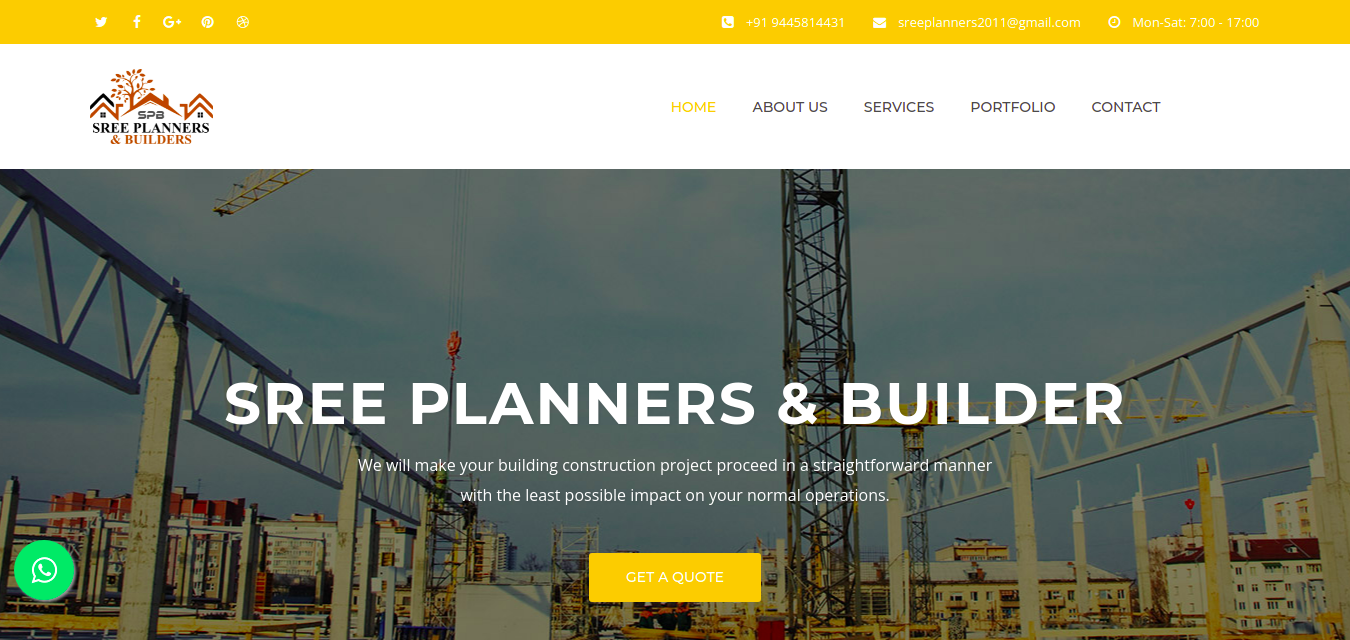 +91 9445814431 sreeplanners2011@gmail.com Mon-Sat: 7:00 - 17:00
SPB
SREE PLANNERS
& BUILDERS
HOME ABOUT US SERVICES PORTFOLIO CONTACT
SREE PLANNERS & BUILDER
We will make your building construction project proceed in a straightforward manner
with the least possible impact on your normal operations.
GET A QUOTE